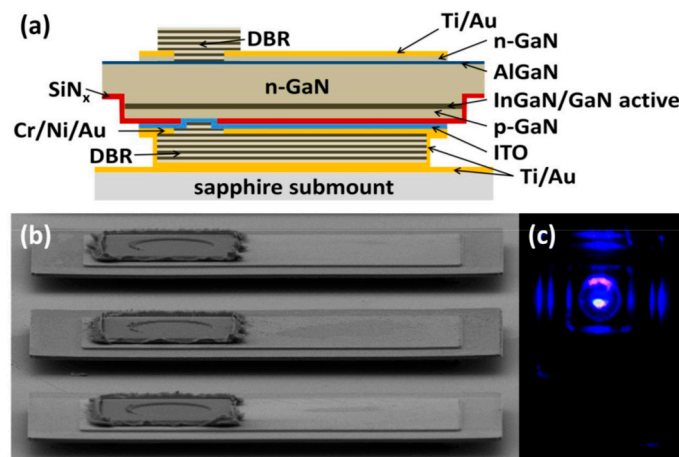 (a)
DBR
Ti/Au
n-GaN
AlGaN
SiNx
n-GaN
InGaN/GaN active
p-GaN
Cr/Ni/Au
ITO
DBR
Ti/Au
sapphire submount
(b)
(c)